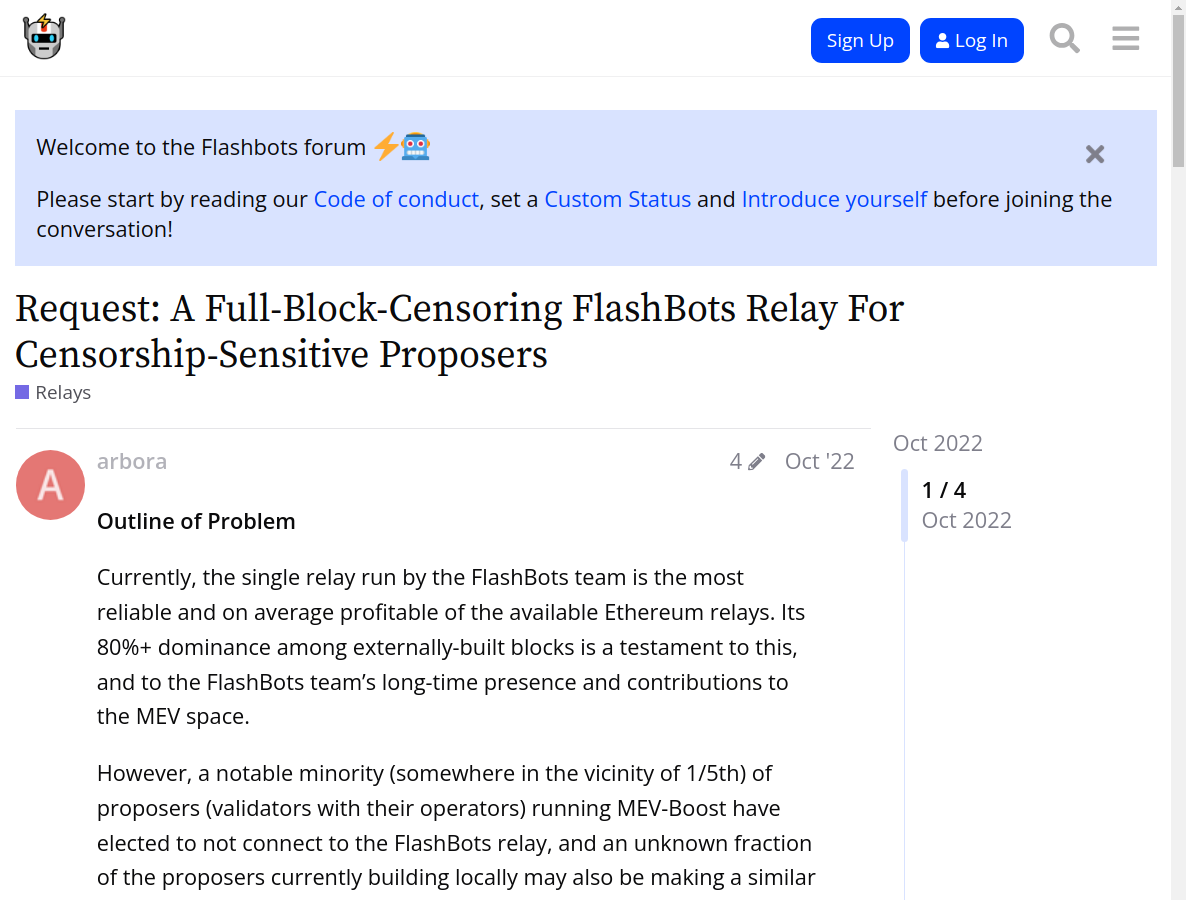 Sign Up
Log In
Welcome to the Flashbots forum
Please start by reading our Code of conduct, set a Custom Status and Introduce yourself before joining the
conversation!
Request: A Full-Block-Censoring FlashBots Relay For
Censorship-Sensitive Proposers
Relays
A
arbora
4
Oct '22
Oct 2022
1 / 4
Oct 2022
Outline of Problem
Currently, the single relay run by the FlashBots team is the most
reliable and on average profitable of the available Ethereum relays. Its
80%+ dominance among externally-built blocks is a testament to this,
and to the FlashBots team’s long-time presence and contributions to
the MEV space.
However, a notable minority (somewhere in the vicinity of 1/5th) of
proposers (validators with their operators) running MEV-Boost have
elected to not connect to the FlashBots relay, and an unknown fraction
of the proposers currently building locally may also be making a similar